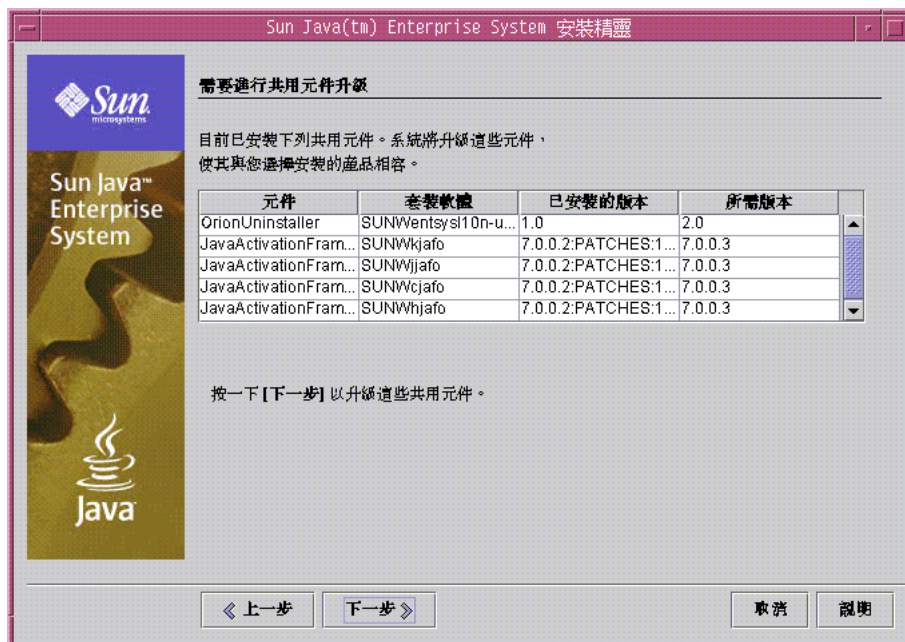 Sun Java(tm) Enterprise System 安裝精靈
Sun
microsystems
Sun Java™
Enterprise
System
Java
需要進行共用元件升級
目前已安裝下列共用元件。系統將升級這些元件，
使其與您選擇安裝的產品相容。
元件 套裝軟體 已安裝的版本 所需版本
OrionUninstaller SUNWentsysl10n-u... 1.0 2.0
JavaActivationFram... SUNWkjafo 7.0.0.2:PATCHES:1... 7.0.0.3
JavaActivationFram... SUNWjjafo 7.0.0.2:PATCHES:1... 7.0.0.3
JavaActivationFram... SUNWcjafo 7.0.0.2:PATCHES:1... 7.0.0.3
JavaActivationFram... SUNWhjafo 7.0.0.2:PATCHES:1... 7.0.0.3
按一下 [下一步] 以升級這些共用元件。
上一步 下一步 取消 說明